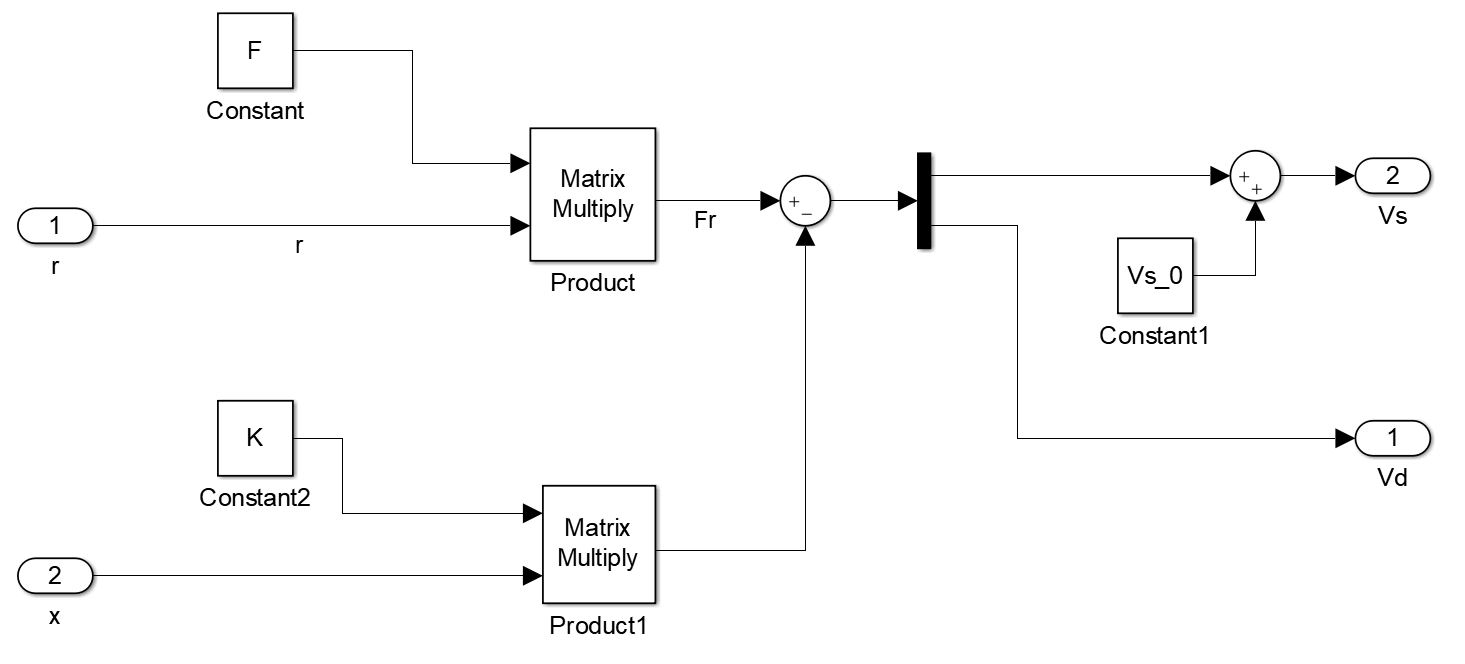 F
Constant
Matrix
Multiply
Product
1
r
r
Fr
+
−
+
+
2
Vs
Vs_0
Constant1
K
Constant2
Matrix
Multiply
Product1
2
x
1
Vd